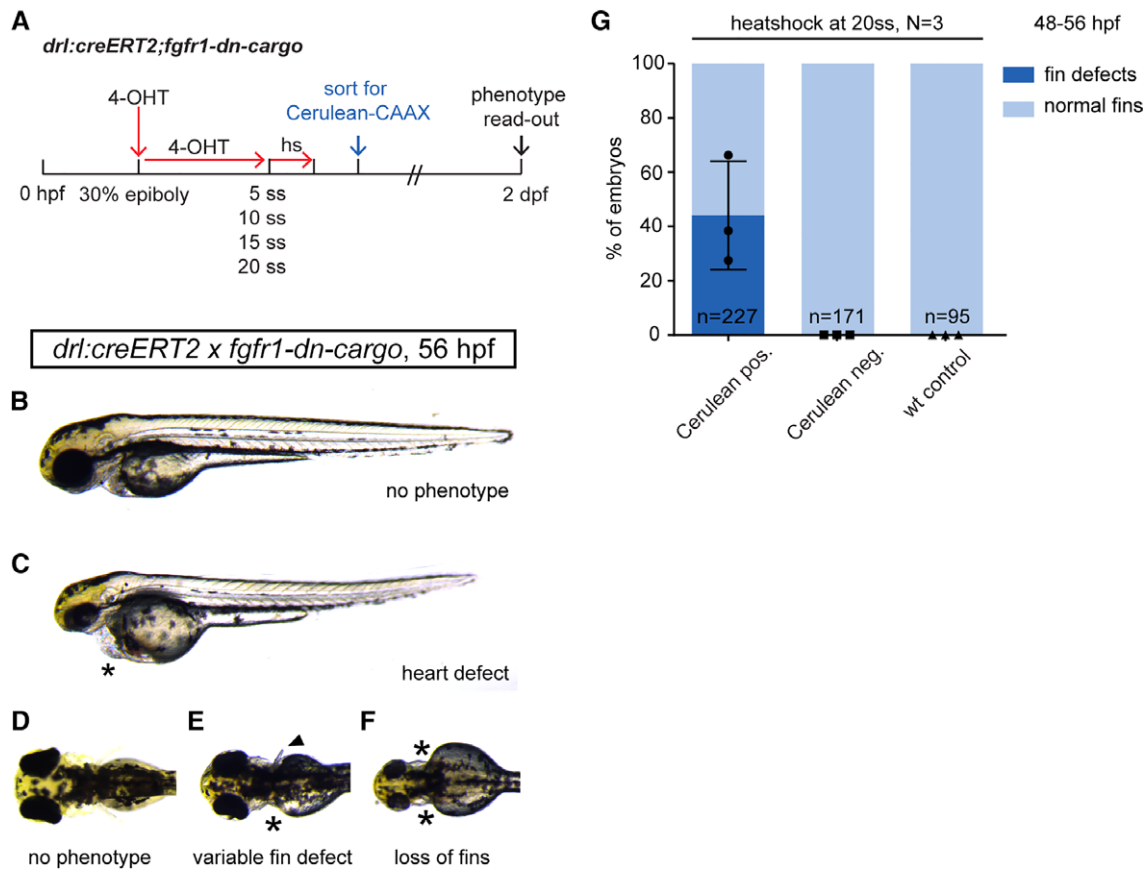 A
drl:creERT2;fgfr1-dn-cargo
4-OHT
4-OHT
hs
sort for
Cerulean-CAAX
phenotype
read-out
0 hpf
30% epiboly
5 ss
10 ss
15 ss
20 ss
2 dpf
drl:creERT2 x fgfr1-dn-cargo, 56 hpf
B
no phenotype
C
*
heart defect
D
no phenotype
E
*
variable fin defect
F
*
*
loss of fins
G
heatshock at 20ss, N=3
48-56 hpf
fin defects
normal fins
% of embryos
100
80
60
40
20
0
n=227
n=171
n=95
Cerulean pos.
Cerulean neg.
wt control